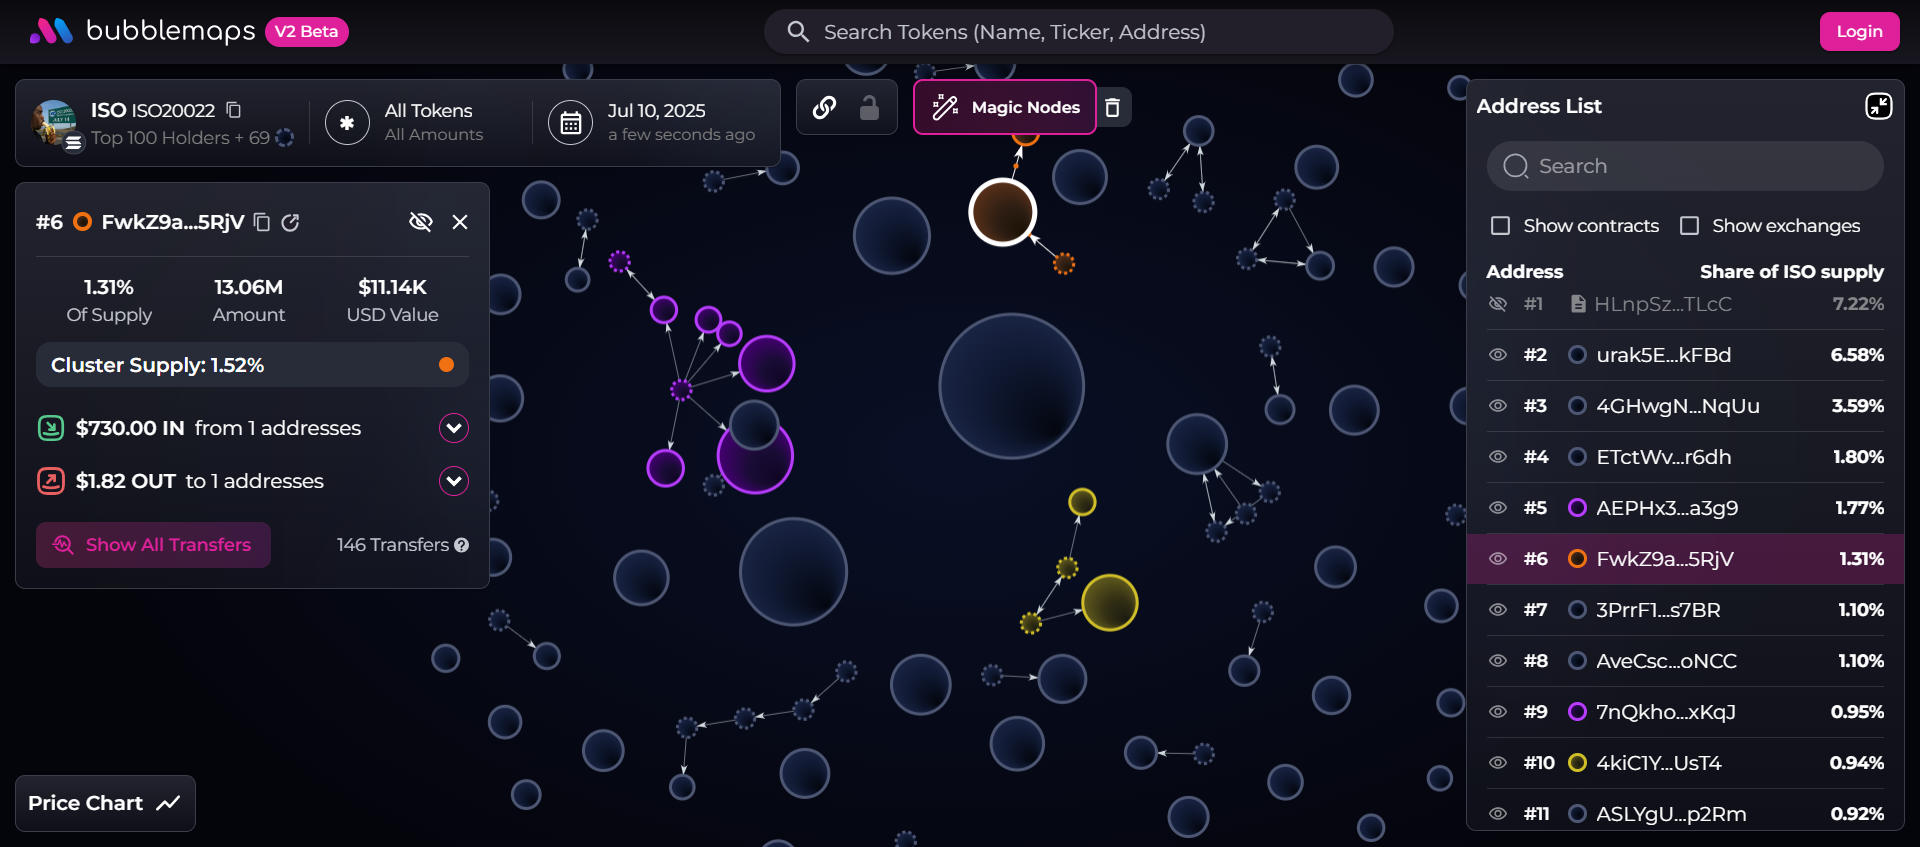 bubblemaps V2 Beta
Search Tokens (Name, Ticker, Address)
Login
ISO ISO20022
Top 100 Holders + 69
All Tokens
All Amounts
Jul 10, 2025
a few seconds ago
Magic Nodes
#6 FwkZ9a...5RjV
1.31%
Of Supply
13.06M
Amount
$11.14K
USD Value
Cluster Supply: 1.52%
$730.00 IN from 1 addresses
$1.82 OUT to 1 addresses
Show All Transfers
146 Transfers
Price Chart
Address List
Search
Show contracts
Show exchanges
Address Share of ISO supply
#1 HLnpSz...TLcC 7.22%
#2 urak5E...kFBd 6.58%
#3 4GHwgN...NqUu 3.59%
#4 ETctWv...r6dh 1.80%
#5 AEPHx3...a3g9 1.77%
#6 FwkZ9a...5RjV 1.31%
#7 3PrrF1...s7BR 1.10%
#8 AveCsc...oNCC 1.10%
#9 7nQkho...xKqJ 0.95%
#10 4kiC1Y...UsT4 0.94%
#11 ASLYgU...p2Rm 0.92%